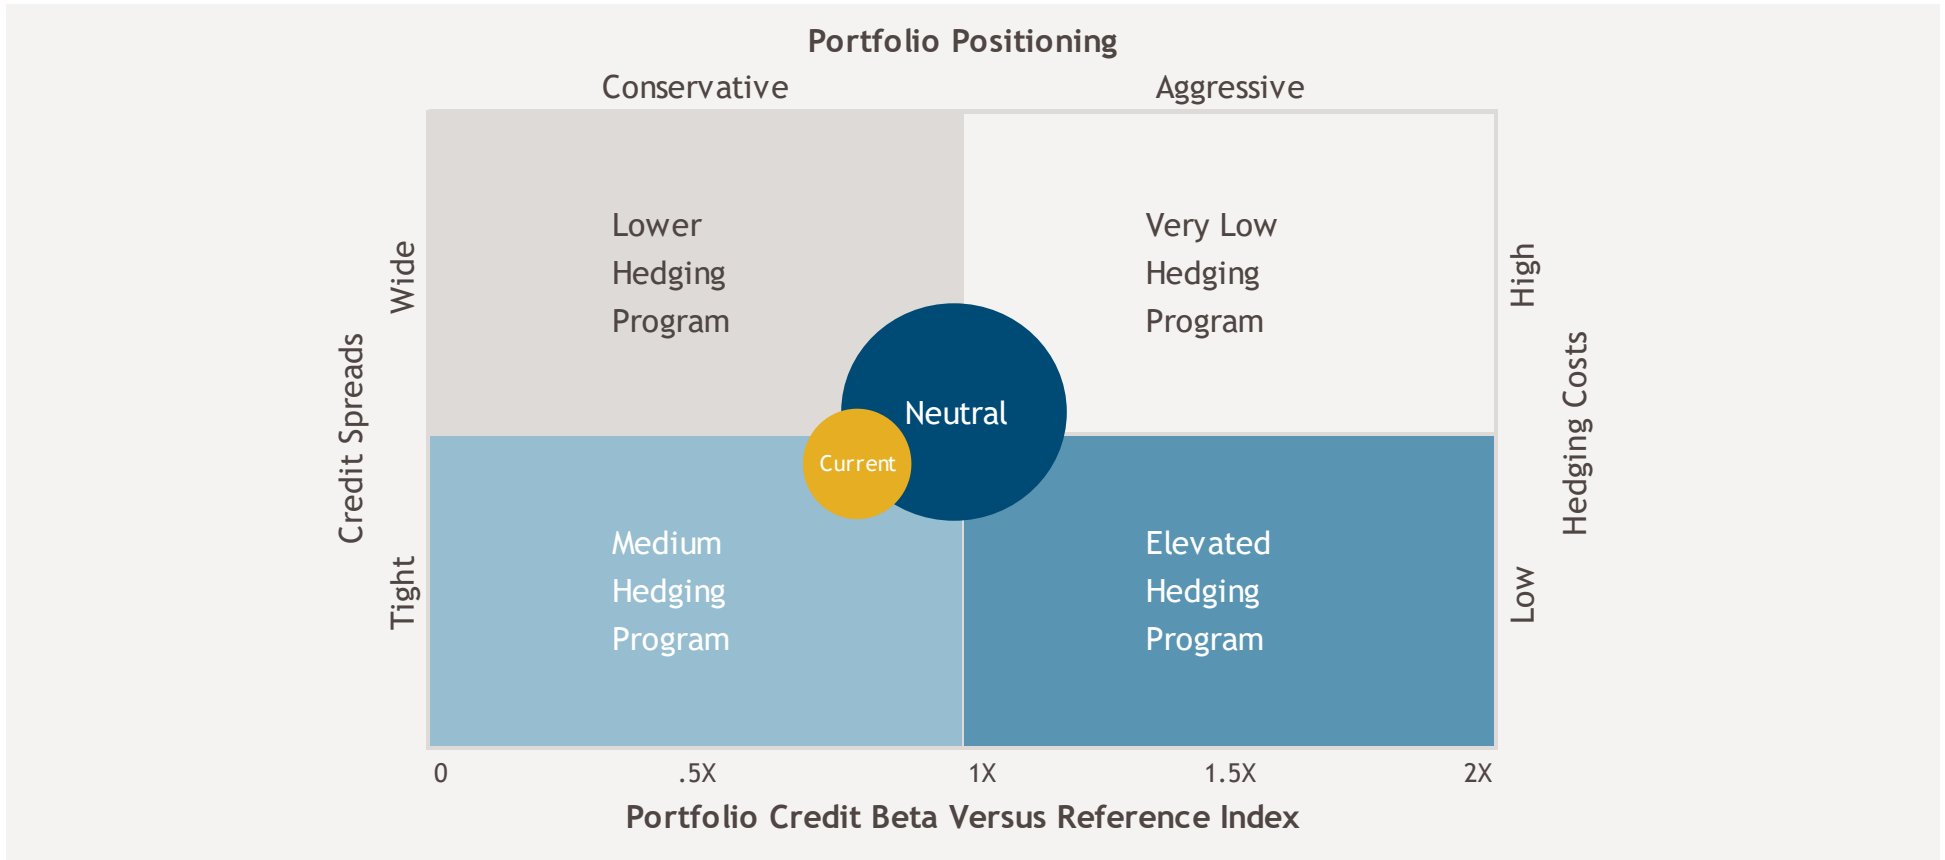 Portfolio Positioning
Conservative
Aggressive
Credit Spreads
Wide
Tight
Lower
Hedging
Program
Very Low
Hedging
Program
Neutral
Current
Medium
Hedging
Program
Elevated
Hedging
Program
High
Low
Hedging Costs
0
.5X
1X
1.5X
2X
Portfolio Credit Beta Versus Reference Index